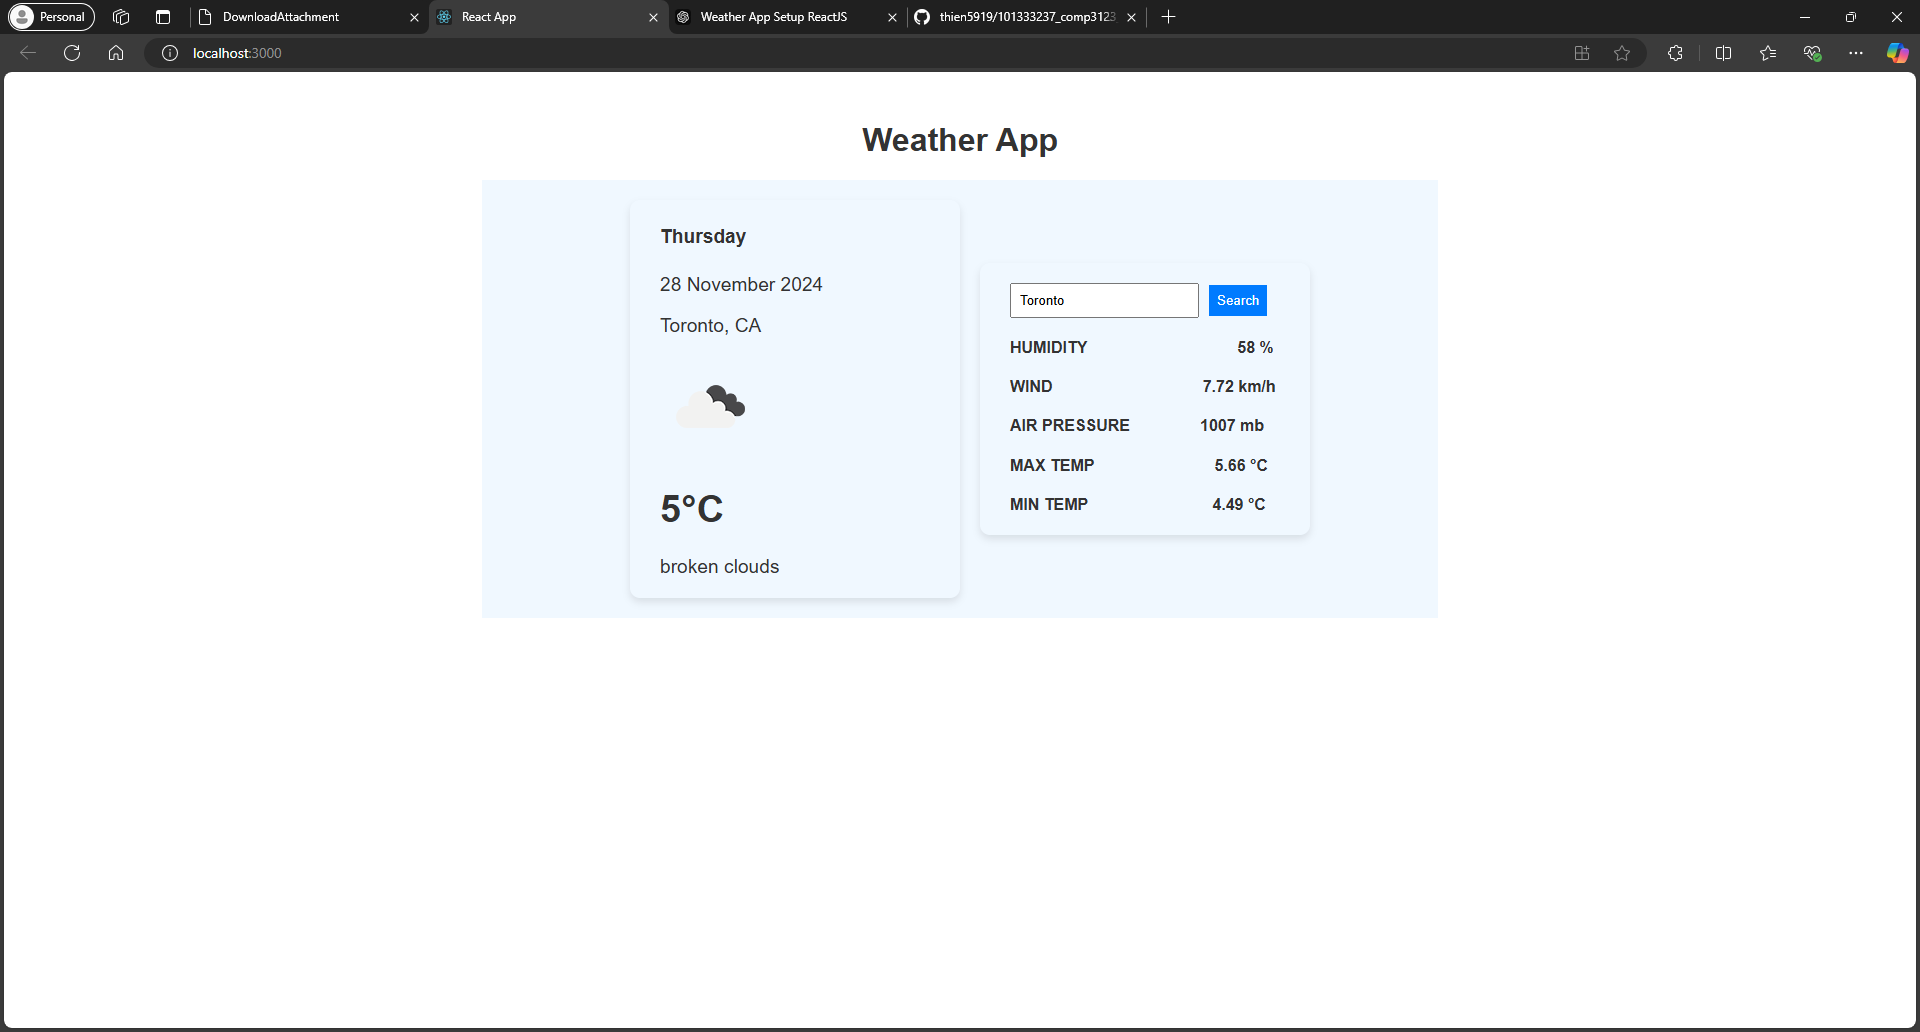 Personal
DownloadAttachment
React App
Weather App Setup ReactJS
thien5919/101333237_comp3123
localhost:3000
Weather App
Thursday
28 November 2024
Toronto, CA
5°C
broken clouds
Toronto
Search
HUMIDITY 58 %
WIND 7.72 km/h
AIR PRESSURE 1007 mb
MAX TEMP 5.66 °C
MIN TEMP 4.49 °C